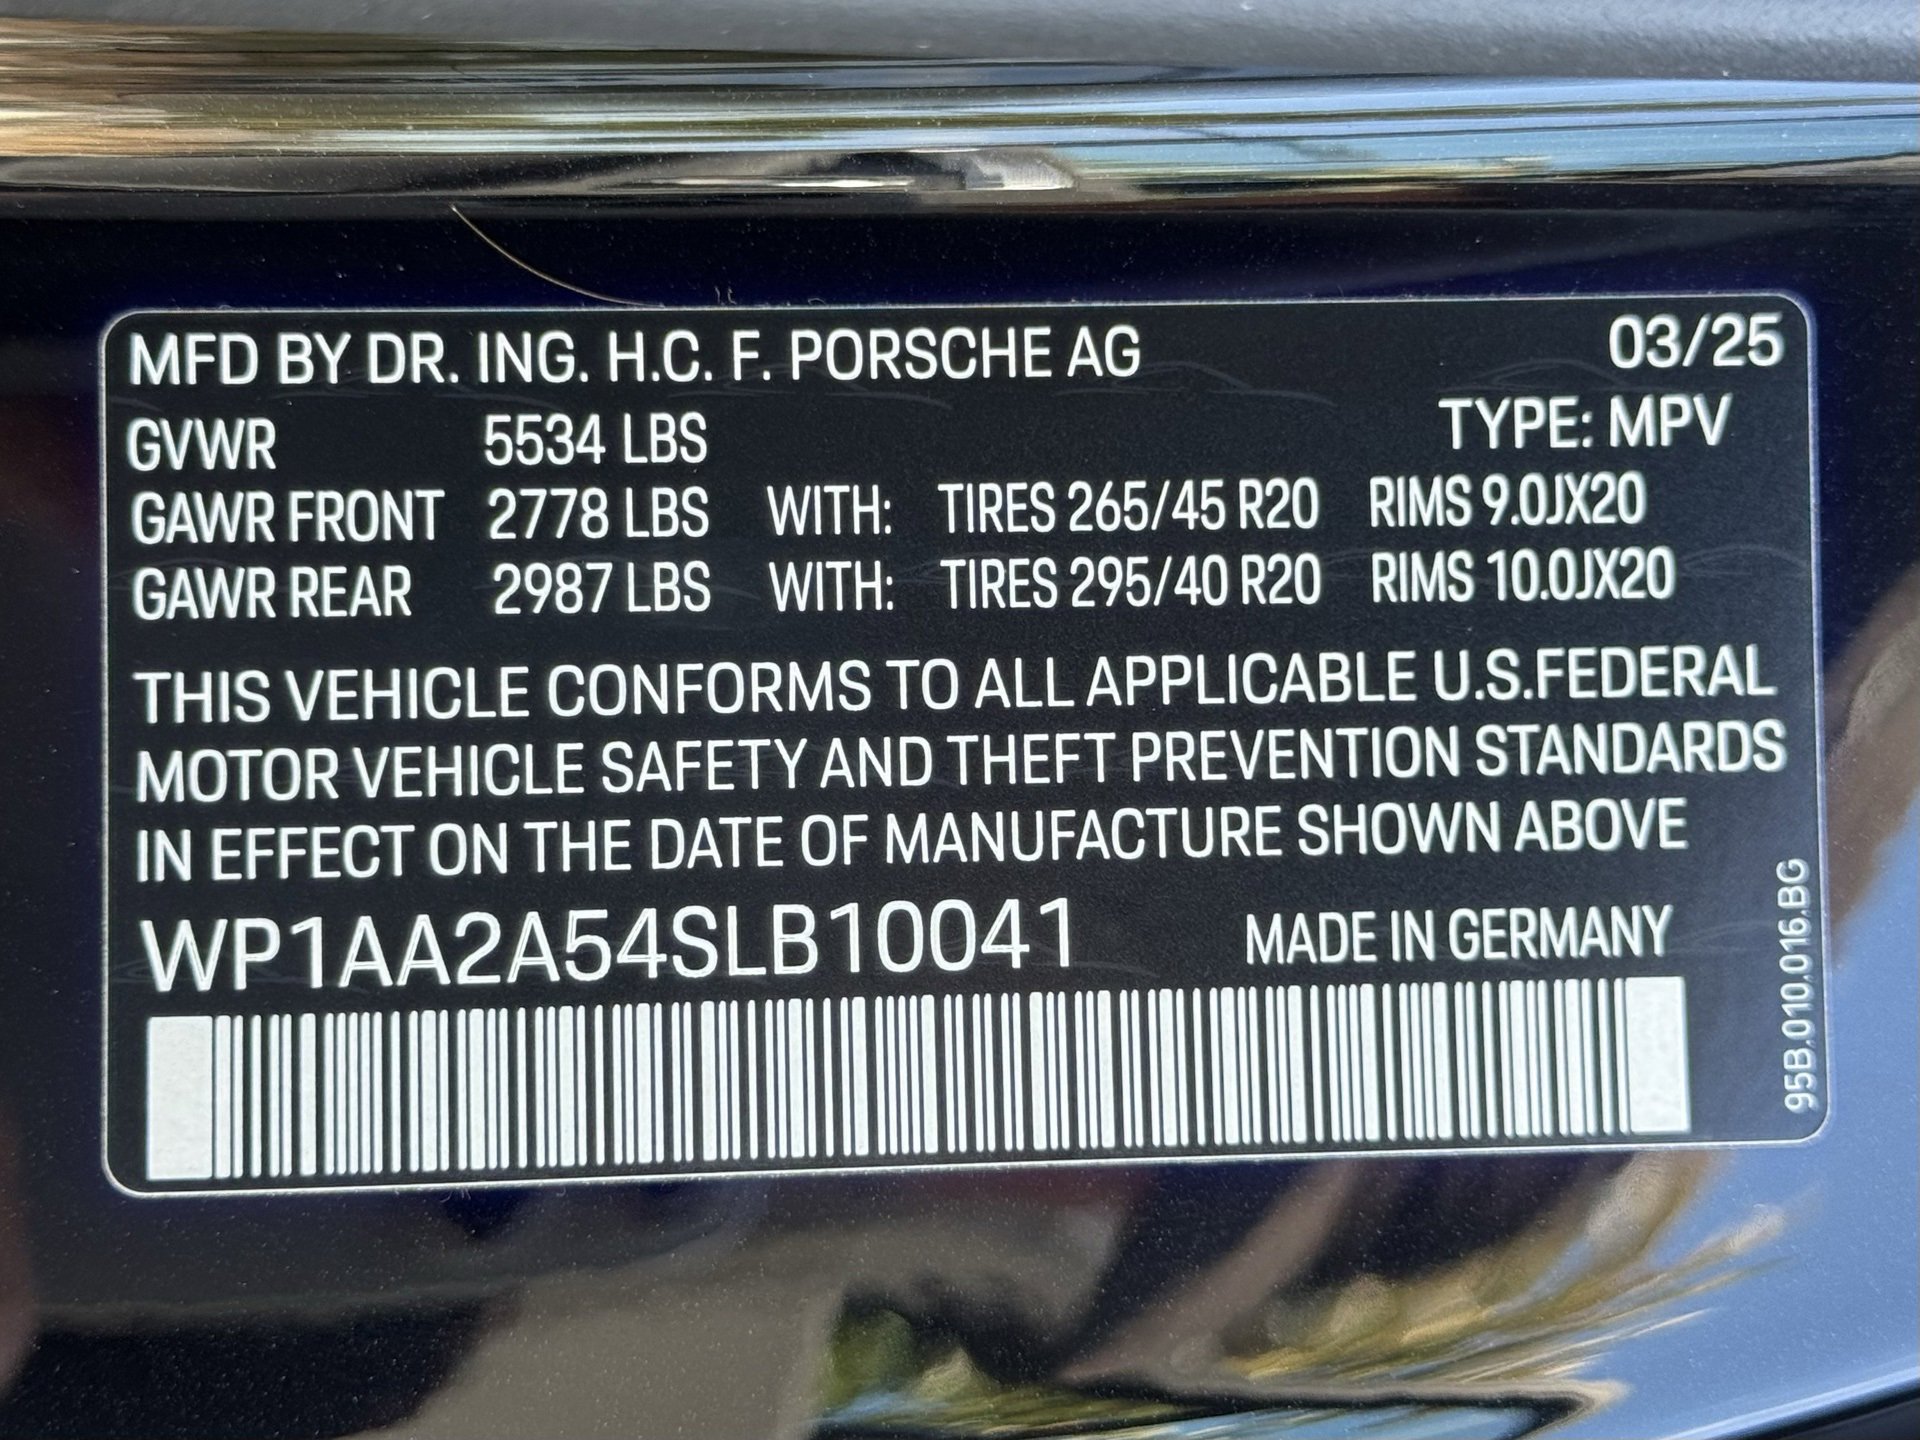 MFD BY DR. ING. H.C. F. PORSCHE AG 03/25
GVWR 5534 LBS TYPE: MPV
GAWR FRONT 2778 LBS WITH: TIRES 265/45 R20 RIMS 9.0JX20
GAWR REAR 2987 LBS WITH: TIRES 295/40 R20 RIMS 10.0JX20
THIS VEHICLE CONFORMS TO ALL APPLICABLE U.S.FEDERAL
MOTOR VEHICLE SAFETY AND THEFT PREVENTION STANDARDS
IN EFFECT ON THE DATE OF MANUFACTURE SHOWN ABOVE
WP1AA2A54SLB10041 MADE IN GERMANY
95B.010.016.BG